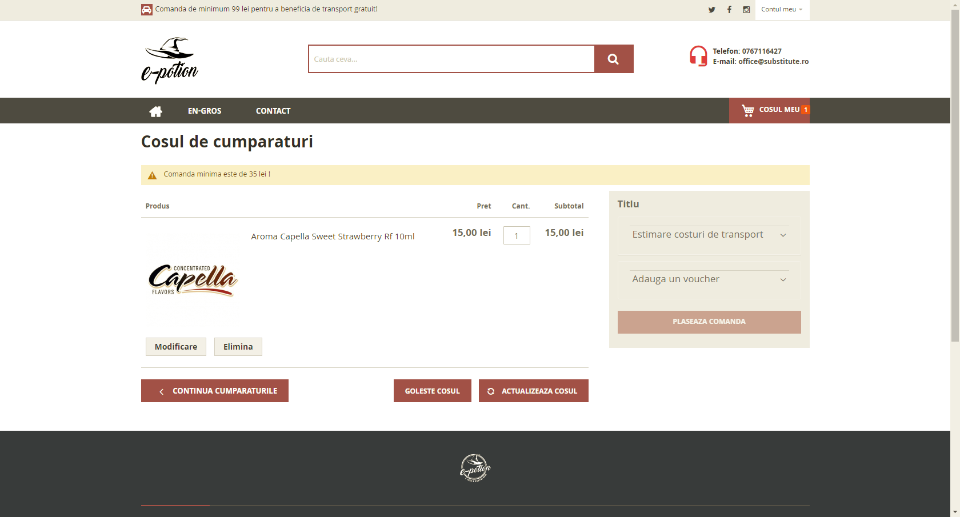 Comanda de minimum 99 lei pentru a beneficia de transport gratuit!
Contul meu
e-potion
Cauta ceva...
Telefon: 0767116427
E-mail: office@substitute.ro
EN-GROS
CONTACT
COSUL MEU 1
Cosul de cumparaturi
Comanda minima este de 35 lei !
Produs Pret Cant. Subtotal
Aroma Capella Sweet Strawberry Rf 10ml 15,00 lei 1 15,00 lei
CONCENTRATED
Capella
FLAVORS
Modificare
Elimina
CONTINUA CUMPARATURILE
GOLESTE COSUL
ACTUALIZEAZA COSUL
Titlu
Estimare costuri de transport
Adauga un voucher
PLASEAZA COMANDA
e-potion